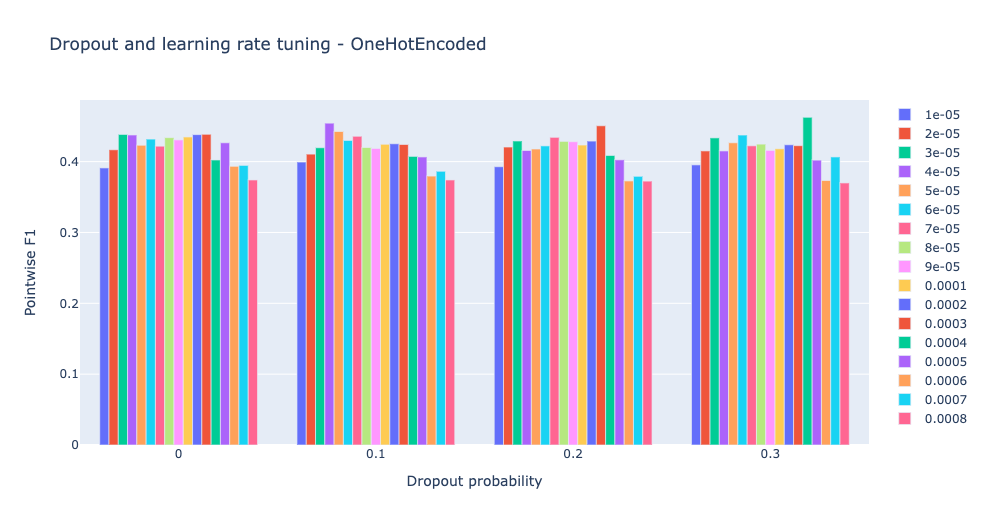 Dropout and learning rate tuning - OneHotEncoded
Pointwise F1
0.4
0.3
0.2
0.1
0
0
0.1
0.2
0.3
Dropout probability
1e-05
2e-05
3e-05
4e-05
5e-05
6e-05
7e-05
8e-05
9e-05
0.0001
0.0002
0.0003
0.0004
0.0005
0.0006
0.0007
0.0008